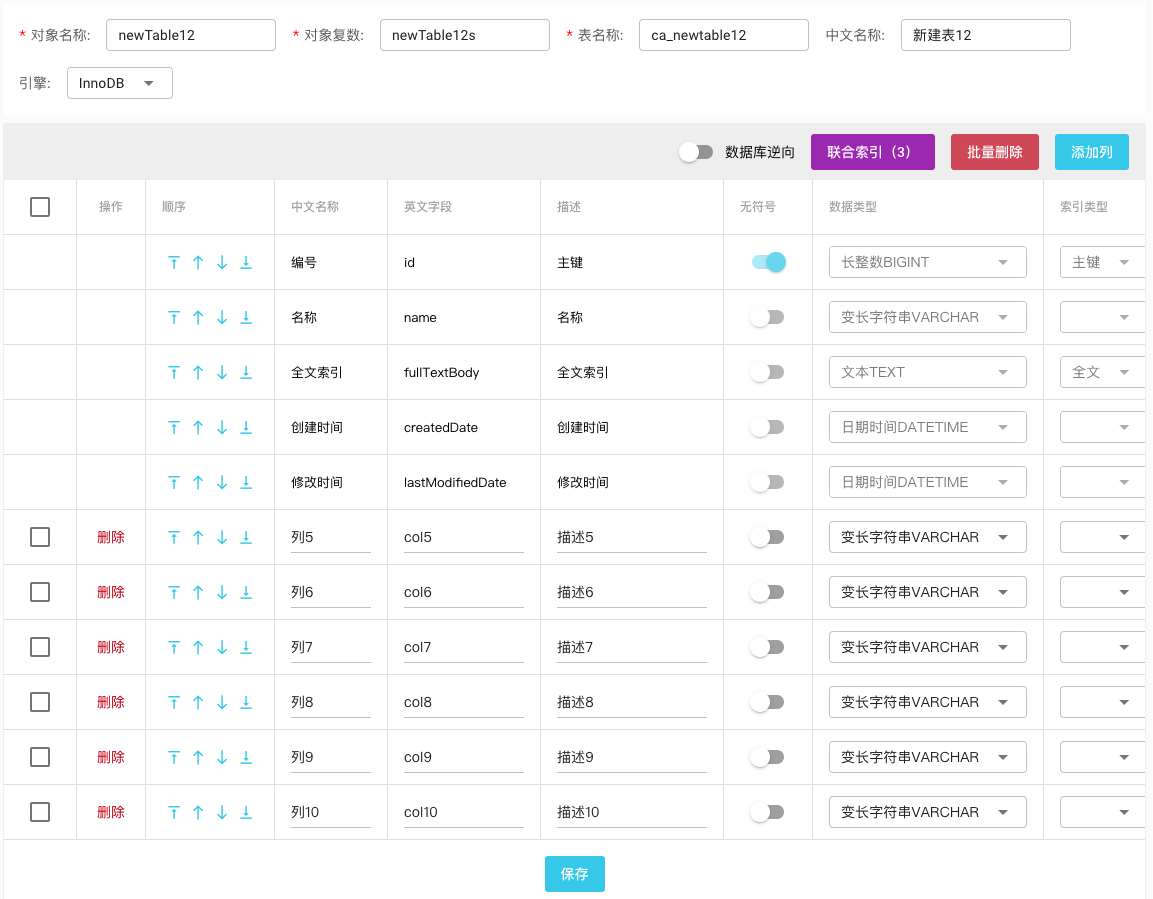 * 对象名称: newTable12 * 对象复数: newTable12s * 表名称: ca_newtable12 中文名称: 新建表12
引擎: InnoDB
数据库逆向 联合索引（3） 批量删除 添加列
操作 顺序 中文名称 英文字段 描述 无符号 数据类型 索引类型
编号 id 主键 长整数BIGINT 主键
名称 name 名称 变长字符串VARCHAR
全文索引 fullTextBody 全文索引 文本TEXT 全文
创建时间 createdDate 创建时间 日期时间DATETIME
修改时间 lastModifiedDate 修改时间 日期时间DATETIME
删除 列5 col5 描述5 变长字符串VARCHAR
删除 列6 col6 描述6 变长字符串VARCHAR
删除 列7 col7 描述7 变长字符串VARCHAR
删除 列8 col8 描述8 变长字符串VARCHAR
删除 列9 col9 描述9 变长字符串VARCHAR
删除 列10 col10 描述10 变长字符串VARCHAR
保存